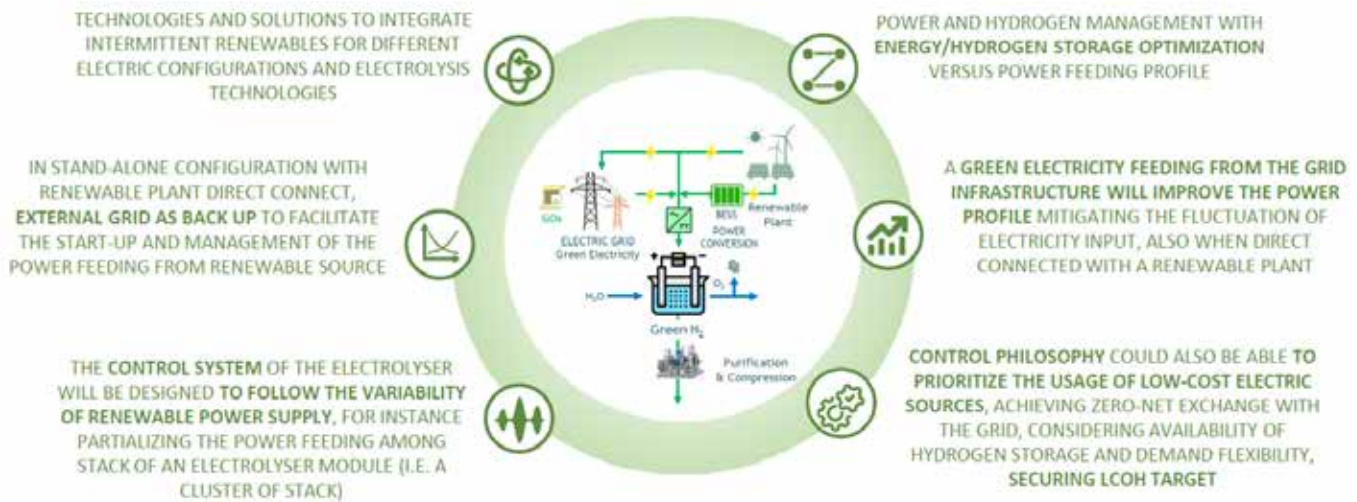 TECHNOLOGIES AND SOLUTIONS TO INTEGRATE
INTERMITTENT RENEWABLES FOR DIFFERENT
ELECTRIC CONFIGURATIONS AND ELECTROLYSIS
TECHNOLOGIES
POWER AND HYDROGEN MANAGEMENT WITH
ENERGY/HYDROGEN STORAGE OPTIMIZATION
VERSUS POWER FEEDING PROFILE
IN STAND-ALONE CONFIGURATION WITH
RENEWABLE PLANT DIRECT CONNECT,
EXTERNAL GRID AS BACK UP TO FACILITATE
THE START-UP AND MANAGEMENT OF THE
POWER FEEDING FROM RENEWABLE SOURCE
A GREEN ELECTRICITY FEEDING FROM THE GRID
INFRASTRUCTURE WILL IMPROVE THE POWER
PROFILE MITIGATING THE FLUCTUATION OF
ELECTRICITY INPUT, ALSO WHEN DIRECT
CONNECTED WITH A RENEWABLE PLANT
GOs
ELECTRIC GRID
Green Electricity
BESS
POWER
CONVERSION
Renewable
Plant
H₂O
O₂
Green H₂
Purification
& Compression
THE CONTROL SYSTEM OF THE ELECTROLYSER
WILL BE DESIGNED TO FOLLOW THE VARIABILITY
OF RENEWABLE POWER SUPPLY, FOR INSTANCE
PARTIALIZING THE POWER FEEDING AMONG
STACK OF AN ELECTROLYSER MODULE (I.E. A
CLUSTER OF STACK)
CONTROL PHILOSOPHY COULD ALSO BE ABLE TO
PRIORITIZE THE USAGE OF LOW-COST ELECTRIC
SOURCES, ACHIEVING ZERO-NET EXCHANGE WITH
THE GRID, CONSIDERING AVAILABILITY OF
HYDROGEN STORAGE AND DEMAND FLEXIBILITY,
SECURING LCOH TARGET